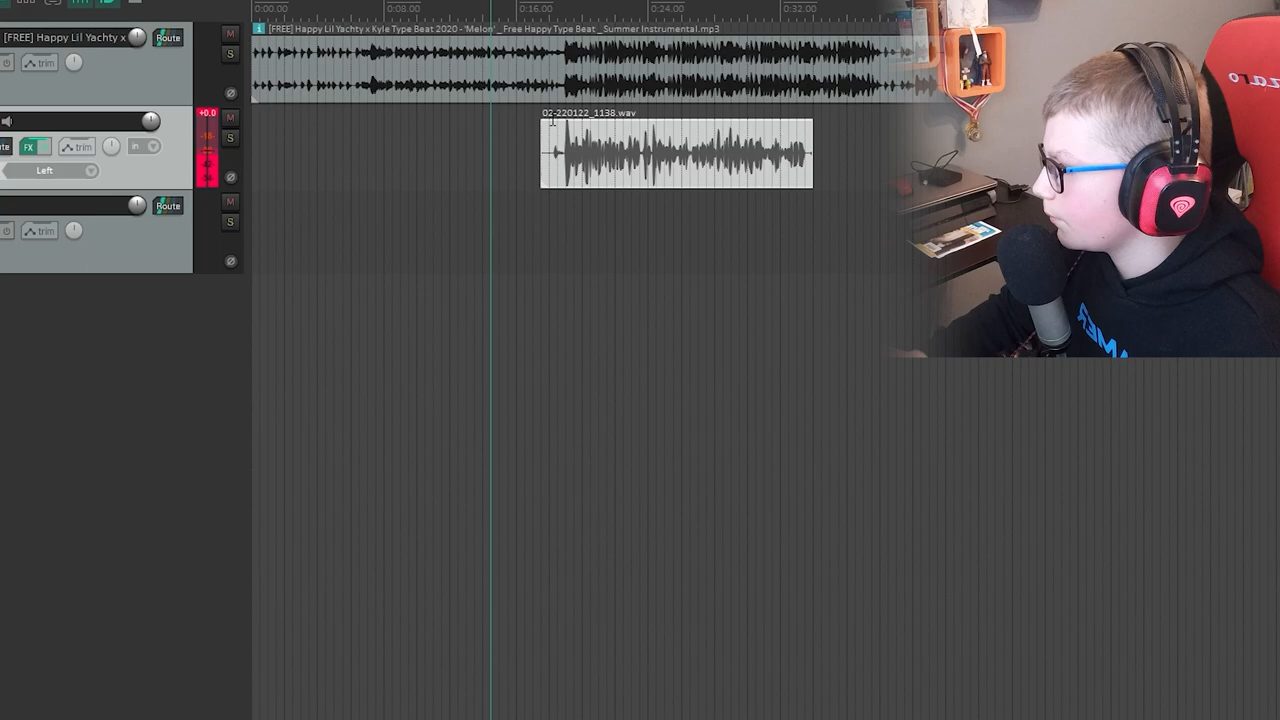 0:00.00 0:08.00 0:16.00 0:24.00 0:32.00
[FREE] Happy Lil Yachty x Kyle Type Beat 2020 - 'Melon' _ Free Happy Type Beat _ Summer Instrumental.mp3
[FREE] Happy Lil Yachty x Route M
trim S
02-220122_1138.wav
+0.0 M
-18-
FX trim in S
Left
Route M
trim S